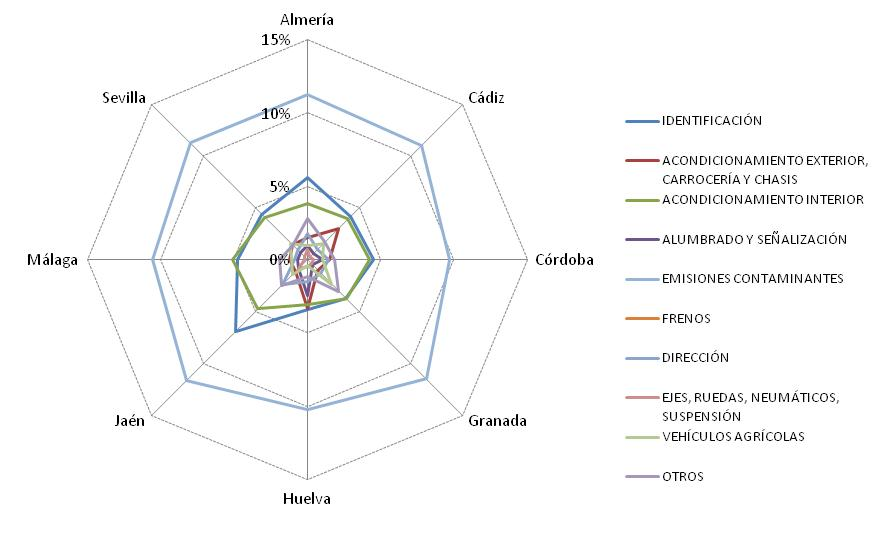 Almería
15%
Sevilla
Cádiz
10%
5%
Málaga
0%
Córdoba
Jaén
Granada
Huelva
IDENTIFICACIÓN
ACONDICIONAMIENTO EXTERIOR,
CARROCERÍA Y CHASIS
ACONDICIONAMIENTO INTERIOR
ALUMBRADO Y SEÑALIZACIÓN
EMISIONES CONTAMINANTES
FRENOS
DIRECCIÓN
EJES, RUEDAS, NEUMÁTICOS,
SUSPENSIÓN
VEHÍCULOS AGRÍCOLAS
OTROS